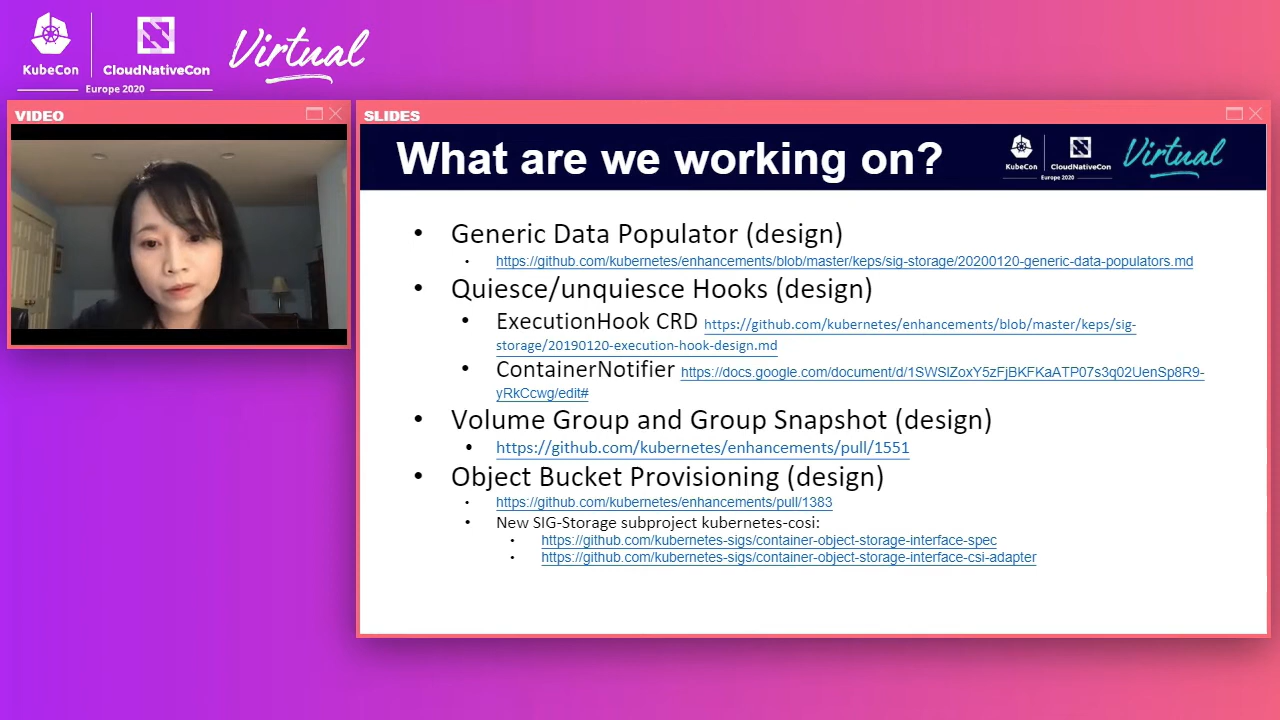 KubeCon
CloudNativeCon
Virtual
Europe 2020
VIDEO
SLIDES
What are we working on?
KubeCon
CloudNativeCon
Virtual
Europe 2020
• Generic Data Populator (design)
• https://github.com/kubernetes/enhancements/blob/master/keps/sig-storage/20200120-generic-data-populators.md
• Quiesce/unquiesce Hooks (design)
• ExecutionHook CRD https://github.com/kubernetes/enhancements/blob/master/keps/sig-
storage/20190120-execution-hook-design.md
• ContainerNotifier https://docs.google.com/document/d/1SWSlZoxY5zFjBKFKaATP07s3q02UenSp8R9-
yRkCcwg/edit#
• Volume Group and Group Snapshot (design)
• https://github.com/kubernetes/enhancements/pull/1551
• Object Bucket Provisioning (design)
• https://github.com/kubernetes/enhancements/pull/1383
• New SIG-Storage subproject kubernetes-cosi:
• https://github.com/kubernetes-sigs/container-object-storage-interface-spec
• https://github.com/kubernetes-sigs/container-object-storage-interface-csi-adapter